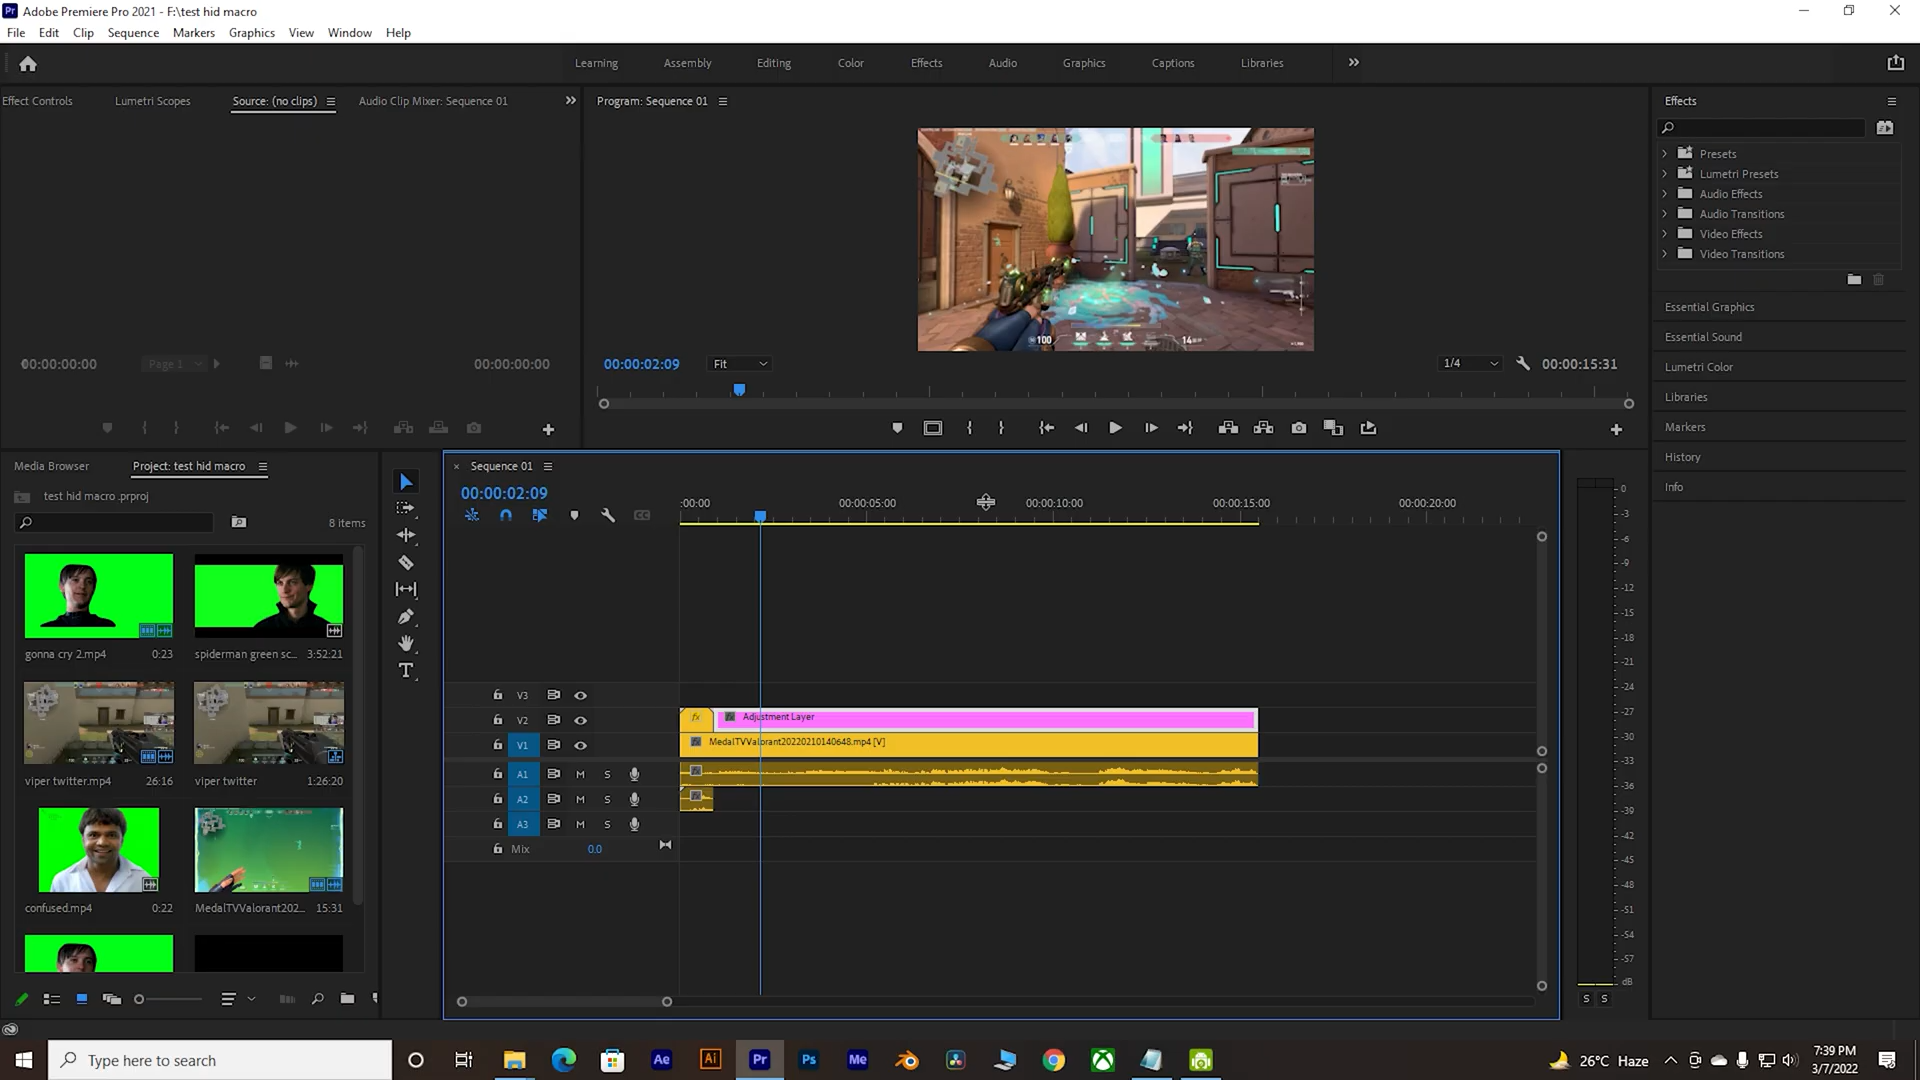 Adobe Premiere Pro 2021 - F:\test hid macro
File Edit Clip Sequence Markers Graphics View Window Help
Learning Assembly Editing Color Effects Audio Graphics Captions Libraries
Effect Controls Lumetri Scopes Source: (no clips) Audio Clip Mixer: Sequence 01
Program: Sequence 01
100
14
00:00:00:00 Page 1 00:00:00:00
00:00:02:09 Fit 1/4 00:00:15:31
Effects
Presets
Lumetri Presets
Audio Effects
Audio Transitions
Video Effects
Video Transitions
Essential Graphics
Essential Sound
Lumetri Color
Libraries
Markers
History
Info
Media Browser Project: test hid macro
test hid macro .prproj
8 items
gonna cry 2.mp4 0:23
spiderman green sc... 3:52:21
viper twitter.mp4 26:16
viper twitter 1:26:20
confused.mp4 0:22
MedalTVValorant202... 15:31
Sequence 01
00:00:02:09
:00:00 00:00:05:00 00:00:10:00 00:00:15:00 00:00:20:00
V3
V2 fx Adjustment Layer
V1 MedalTVValorant20220210140648.mp4 [V]
A1 M S
A2 M S
A3 M S
Mix 0.0
0
-3
-6
-9
-12
-15
-18
-21
-24
-27
-30
-33
-36
-39
-42
-45
-48
-51
-54
-57
dB
S S
Type here to search
Ae Ai Pr Ps Me
26°C Haze
7:39 PM
3/7/2022